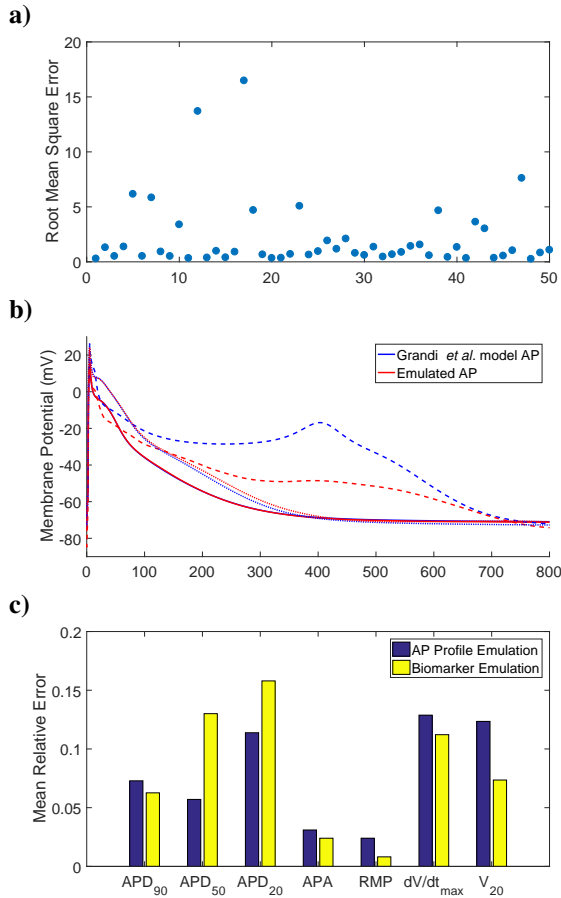 a)
Root Mean Square Error
20
15
10
5
0
0 10 20 30 40 50
b)
Membrane Potential (mV)
20
0
-20
-40
-60
-80
Grandi et al. model AP
Emulated AP
0 100 200 300 400 500 600 700 800
c)
Mean Relative Error
0.2
0.15
0.1
0.05
0
AP Profile Emulation
Biomarker Emulation
APD90 APD50 APD20 APA RMP dV/dtmax V20